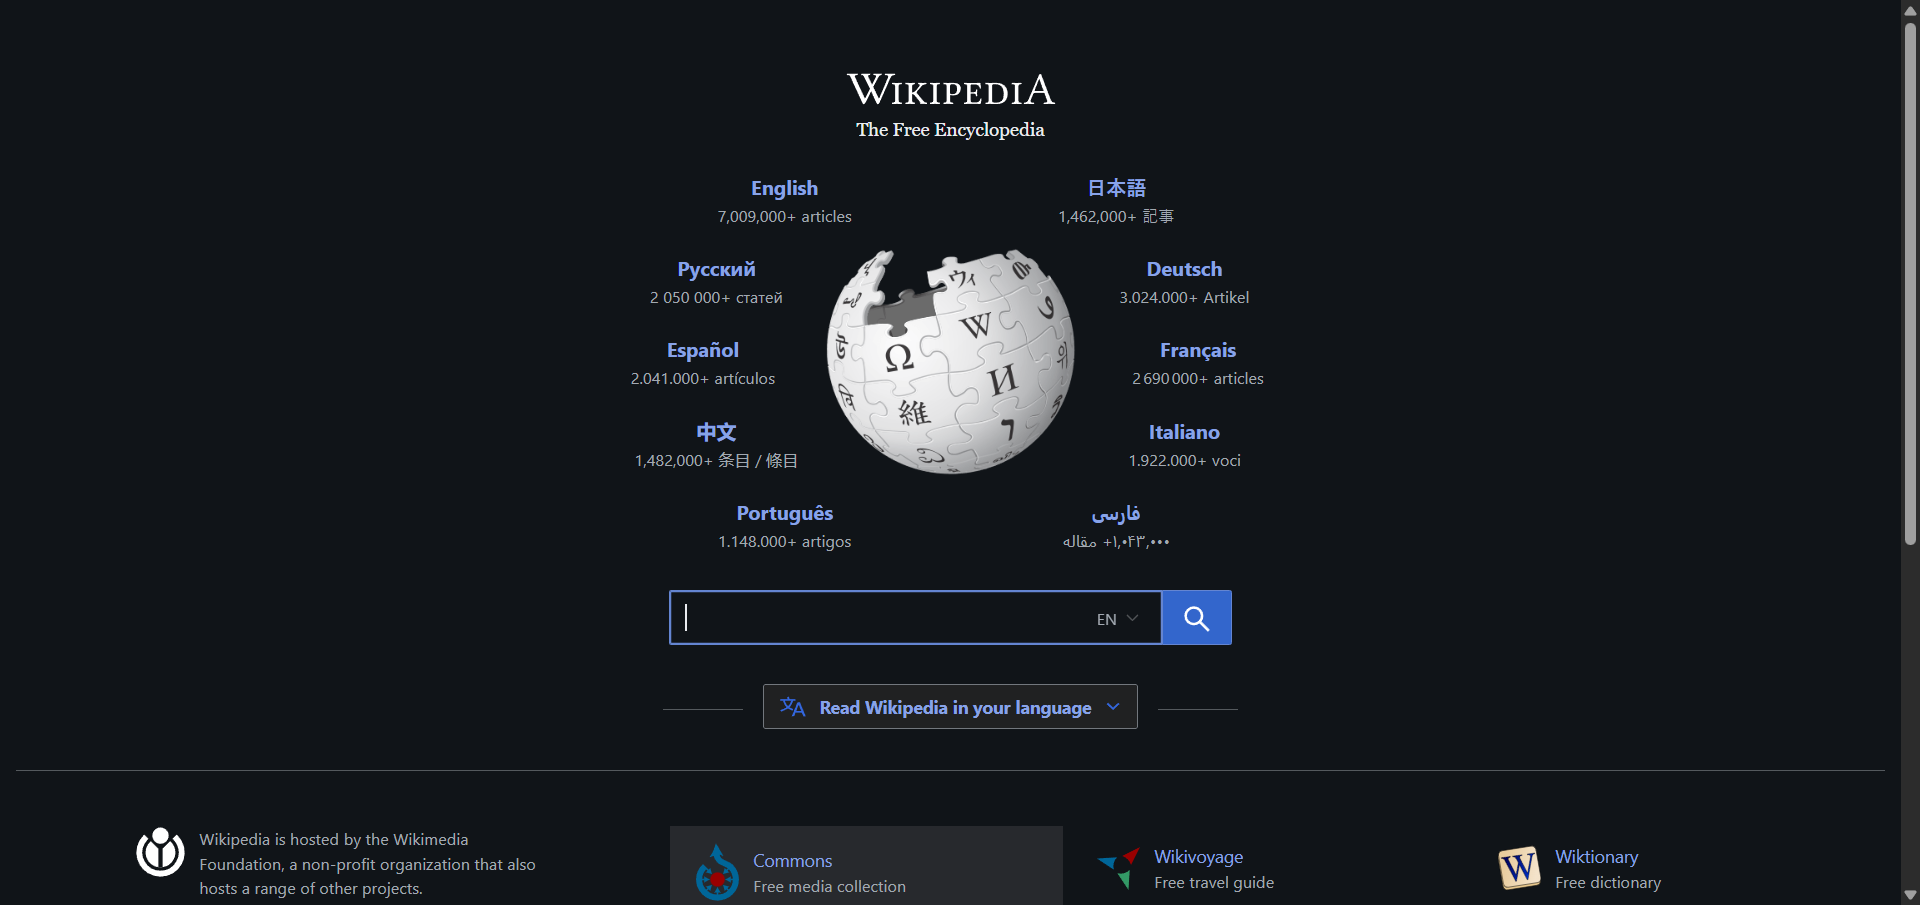 WIKIPEDIA
The Free Encyclopedia
English
7,009,000+ articles
日本語
1,462,000+ 記事
Русский
2 050 000+ статей
Deutsch
3.024.000+ Artikel
Español
2.041.000+ artículos
Français
2 690 000+ articles
中文
1,482,000+ 条目 / 條目
Italiano
1.922.000+ voci
Português
1.148.000+ artigos
فارسی
۱٬۰۴۳٬۰۰۰+ مقاله
Ω
W
И
維
ウィ
EN
Read Wikipedia in your language
Wikipedia is hosted by the Wikimedia
Foundation, a non-profit organization that also
hosts a range of other projects.
Commons
Free media collection
Wikivoyage
Free travel guide
W
Wiktionary
Free dictionary